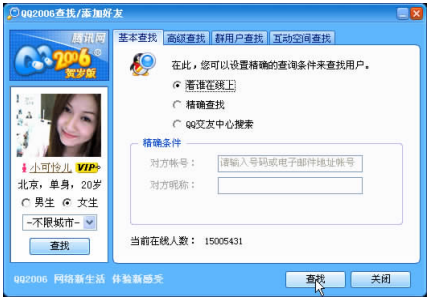 QQ2006查找/添加好友
腾讯网
2006
贺岁版
基本查找 高级查找 群用户查找 互动空间查找
在此，您可以设置精确的查询条件来查找用户。
看谁在线上
精确查找
QQ交友中心搜索
精确条件
对方帐号： 请输入号码或电子邮件地址帐号
对方昵称：
小可怜儿 VIP
北京，单身，20岁
男生 女生
-不限城市-
查找
当前在线人数： 15005431
QQ2006 网络新生活 体验新感受
查找 关闭